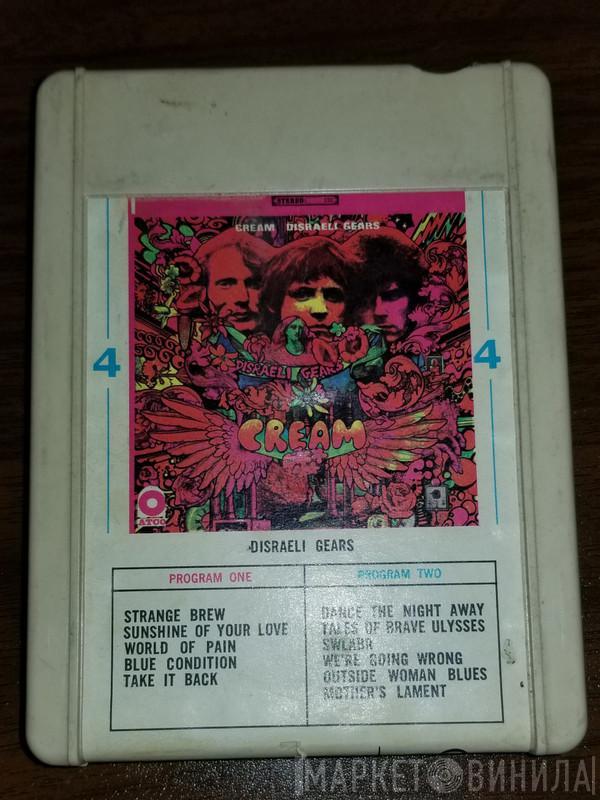 STEREO
CREAM DISRAELI GEARS
4
4
DISRAELI GEARS
CREAM
ATCO
DISRAELI GEARS
PROGRAM ONE
PROGRAM TWO
STRANGE BREW
SUNSHINE OF YOUR LOVE
WORLD OF PAIN
BLUE CONDITION
TAKE IT BACK
DANCE THE NIGHT AWAY
TALES OF BRAVE ULYSSES
SWLABR
WE'RE GOING WRONG
OUTSIDE WOMAN BLUES
MOTHER'S LAMENT
МАРКЕТ ВИНИЛА